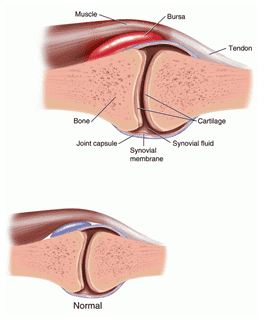 Muscle
Bursa
Tendon
Bone
Cartilage
Joint capsule
Synovial fluid
Synovial
membrane
Normal